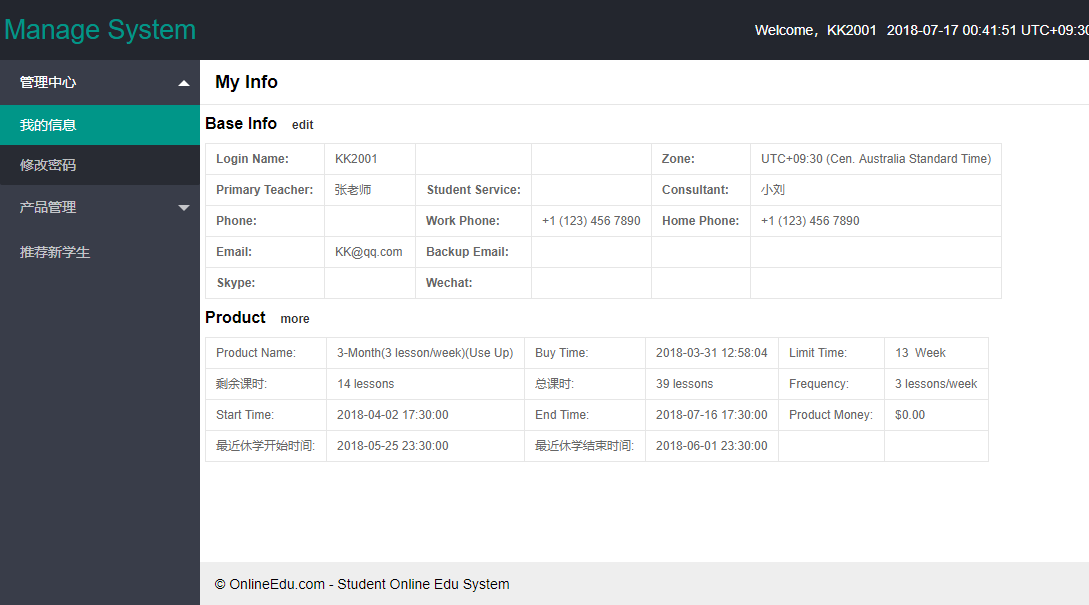 Manage System
Welcome，KK2001 2018-07-17 00:41:51 UTC+09:30
管理中心
我的信息
修改密码
产品管理
推荐新学生
My Info
Base Info edit
Login Name: KK2001 Zone: UTC+09:30 (Cen. Australia Standard Time)
Primary Teacher: 张老师 Student Service: Consultant: 小刘
Phone: Work Phone: +1 (123) 456 7890 Home Phone: +1 (123) 456 7890
Email: KK@qq.com Backup Email:
Skype: Wechat:
Product more
Product Name: 3-Month(3 lesson/week)(Use Up) Buy Time: 2018-03-31 12:58:04 Limit Time: 13 Week
剩余课时: 14 lessons 总课时: 39 lessons Frequency: 3 lessons/week
Start Time: 2018-04-02 17:30:00 End Time: 2018-07-16 17:30:00 Product Money: $0.00
最近休学开始时间: 2018-05-25 23:30:00 最近休学结束时间: 2018-06-01 23:30:00
© OnlineEdu.com - Student Online Edu System